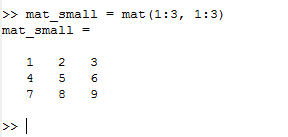 >> mat_small = mat(1:3, 1:3)
mat_small =
1 2 3
4 5 6
7 8 9
>>